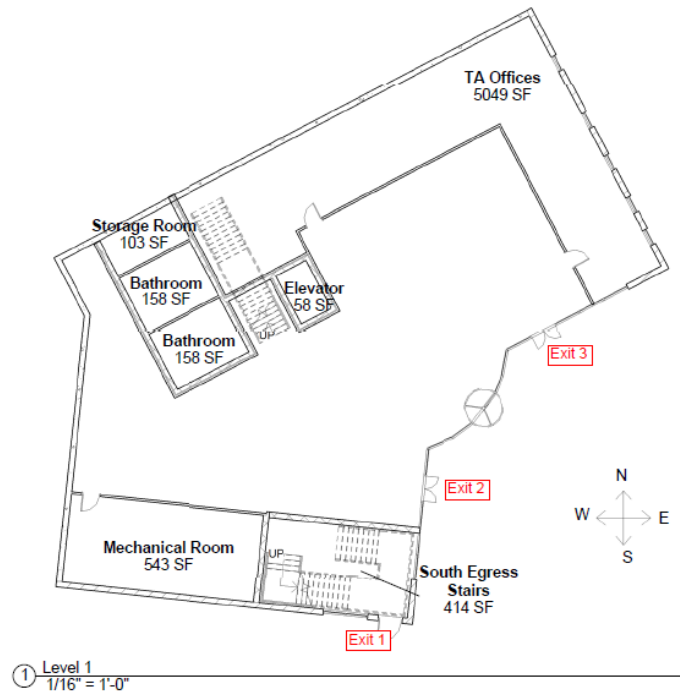 TA Offices
5049 SF
Storage Room
103 SF
Bathroom
158 SF
Elevator
58 SF
UP
Bathroom
158 SF
Exit 3
Exit 2
N
W
E
S
Mechanical Room
543 SF
UP
South Egress
Stairs
414 SF
Exit 1
1
Level 1
1/16" = 1'-0"